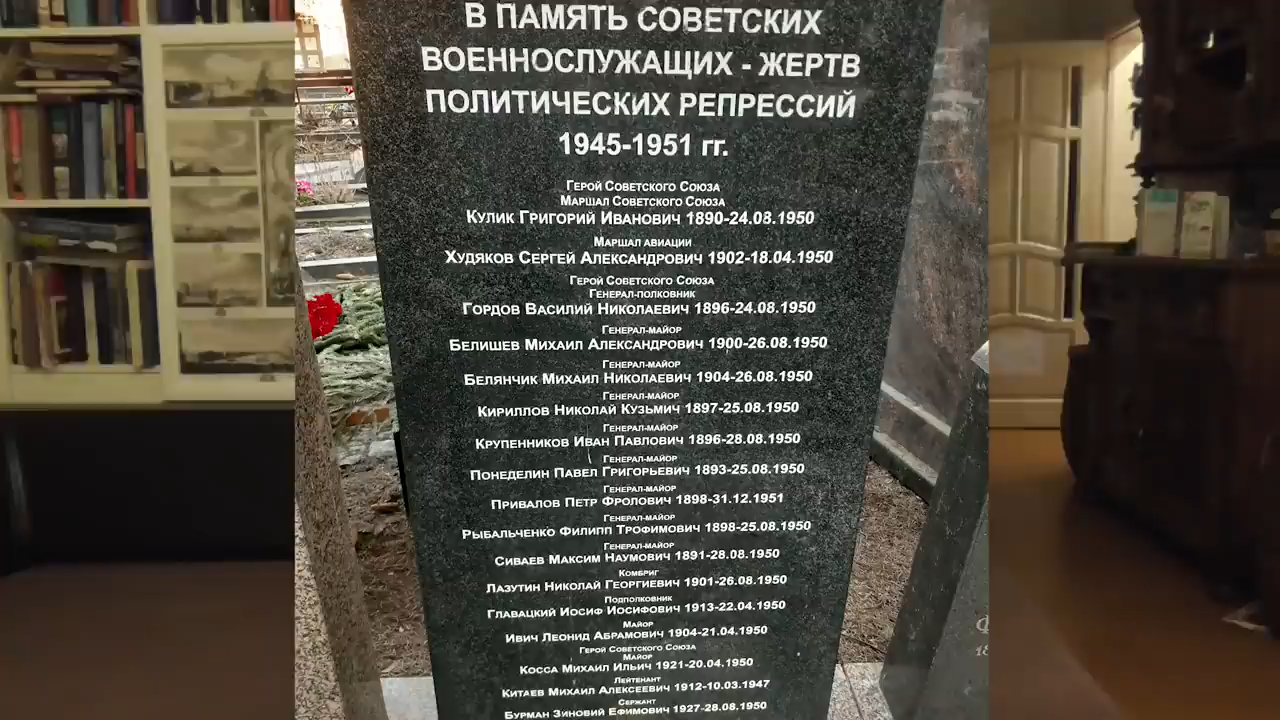 В ПАМЯТЬ СОВЕТСКИХ
ВОЕННОСЛУЖАЩИХ - ЖЕРТВ
ПОЛИТИЧЕСКИХ РЕПРЕССИЙ
1945-1951 гг.
ГЕРОЙ СОВЕТСКОГО СОЮЗА
МАРШАЛ СОВЕТСКОГО СОЮЗА
КУЛИК ГРИГОРИЙ ИВАНОВИЧ 1890-24.08.1950
МАРШАЛ АВИАЦИИ
ХУДЯКОВ СЕРГЕЙ АЛЕКСАНДРОВИЧ 1902-18.04.1950
ГЕРОЙ СОВЕТСКОГО СОЮЗА
ГЕНЕРАЛ-ПОЛКОВНИК
ГОРДОВ ВАСИЛИЙ НИКОЛАЕВИЧ 1896-24.08.1950
ГЕНЕРАЛ-МАЙОР
БЕЛИШЕВ МИХАИЛ АЛЕКСАНДРОВИЧ 1900-26.08.1950
ГЕНЕРАЛ-МАЙОР
БЕЛЯНЧИК МИХАИЛ НИКОЛАЕВИЧ 1904-26.08.1950
ГЕНЕРАЛ-МАЙОР
КИРИЛЛОВ НИКОЛАЙ КУЗЬМИЧ 1897-25.08.1950
ГЕНЕРАЛ-МАЙОР
КРУПЕННИКОВ ИВАН ПАВЛОВИЧ 1896-28.08.1950
ГЕНЕРАЛ-МАЙОР
ПОНЕДЕЛИН ПАВЕЛ ГРИГОРЬЕВИЧ 1893-25.08.1950
ГЕНЕРАЛ-МАЙОР
ПРИВАЛОВ ПЕТР ФРОЛОВИЧ 1898-31.12.1951
ГЕНЕРАЛ-МАЙОР
РЫБАЛЬЧЕНКО ФИЛИПП ТРОФИМОВИЧ 1898-25.08.1950
ГЕНЕРАЛ-МАЙОР
СИВАЕВ МАКСИМ НАУМОВИЧ 1891-28.08.1950
КОМБРИГ
ЛАЗУТИН НИКОЛАЙ ГЕОРГИЕВИЧ 1901-26.08.1950
ПОДПОЛКОВНИК
ГЛАВАЦКИЙ ИОСИФ ИОСИФОВИЧ 1913-22.04.1950
МАЙОР
ИВИЧ ЛЕОНИД АБРАМОВИЧ 1904-21.04.1950
ГЕРОЙ СОВЕТСКОГО СОЮЗА
МАЙОР
КОССА МИХАИЛ ИЛЬИЧ 1921-20.04.1950
ЛЕЙТЕНАНТ
КИТАЕВ МИХАИЛ АЛЕКСЕЕВИЧ 1912-10.03.1947
СЕРЖАНТ
БУРМАН ЗИНОВИЙ ЕФИМОВИЧ 1927-28.08.1950